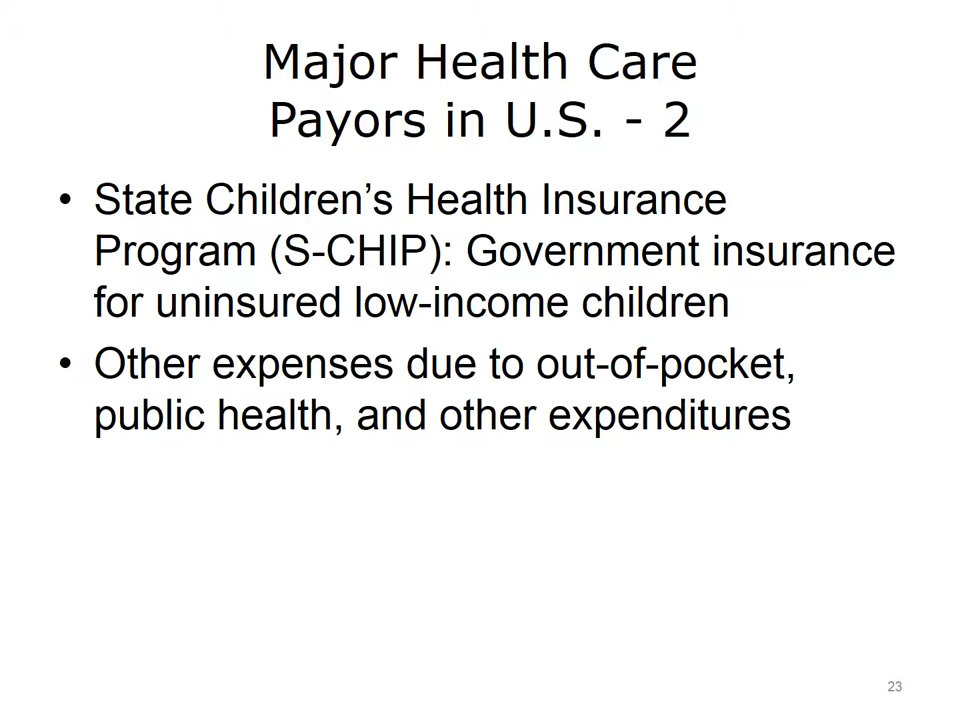 Major Health Care
Payors in U.S. - 2
• State Children’s Health Insurance
Program (S-CHIP): Government insurance
for uninsured low-income children
• Other expenses due to out-of-pocket,
public health, and other expenditures
23